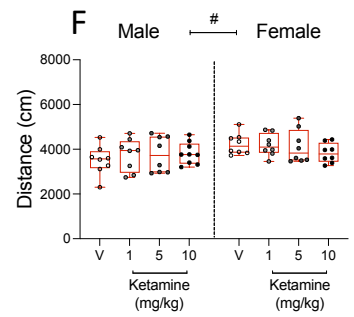 F Male # Female
Distance (cm)
8000
6000
4000
2000
0
V 1 5 10 V 1 5 10
Ketamine Ketamine
(mg/kg) (mg/kg)